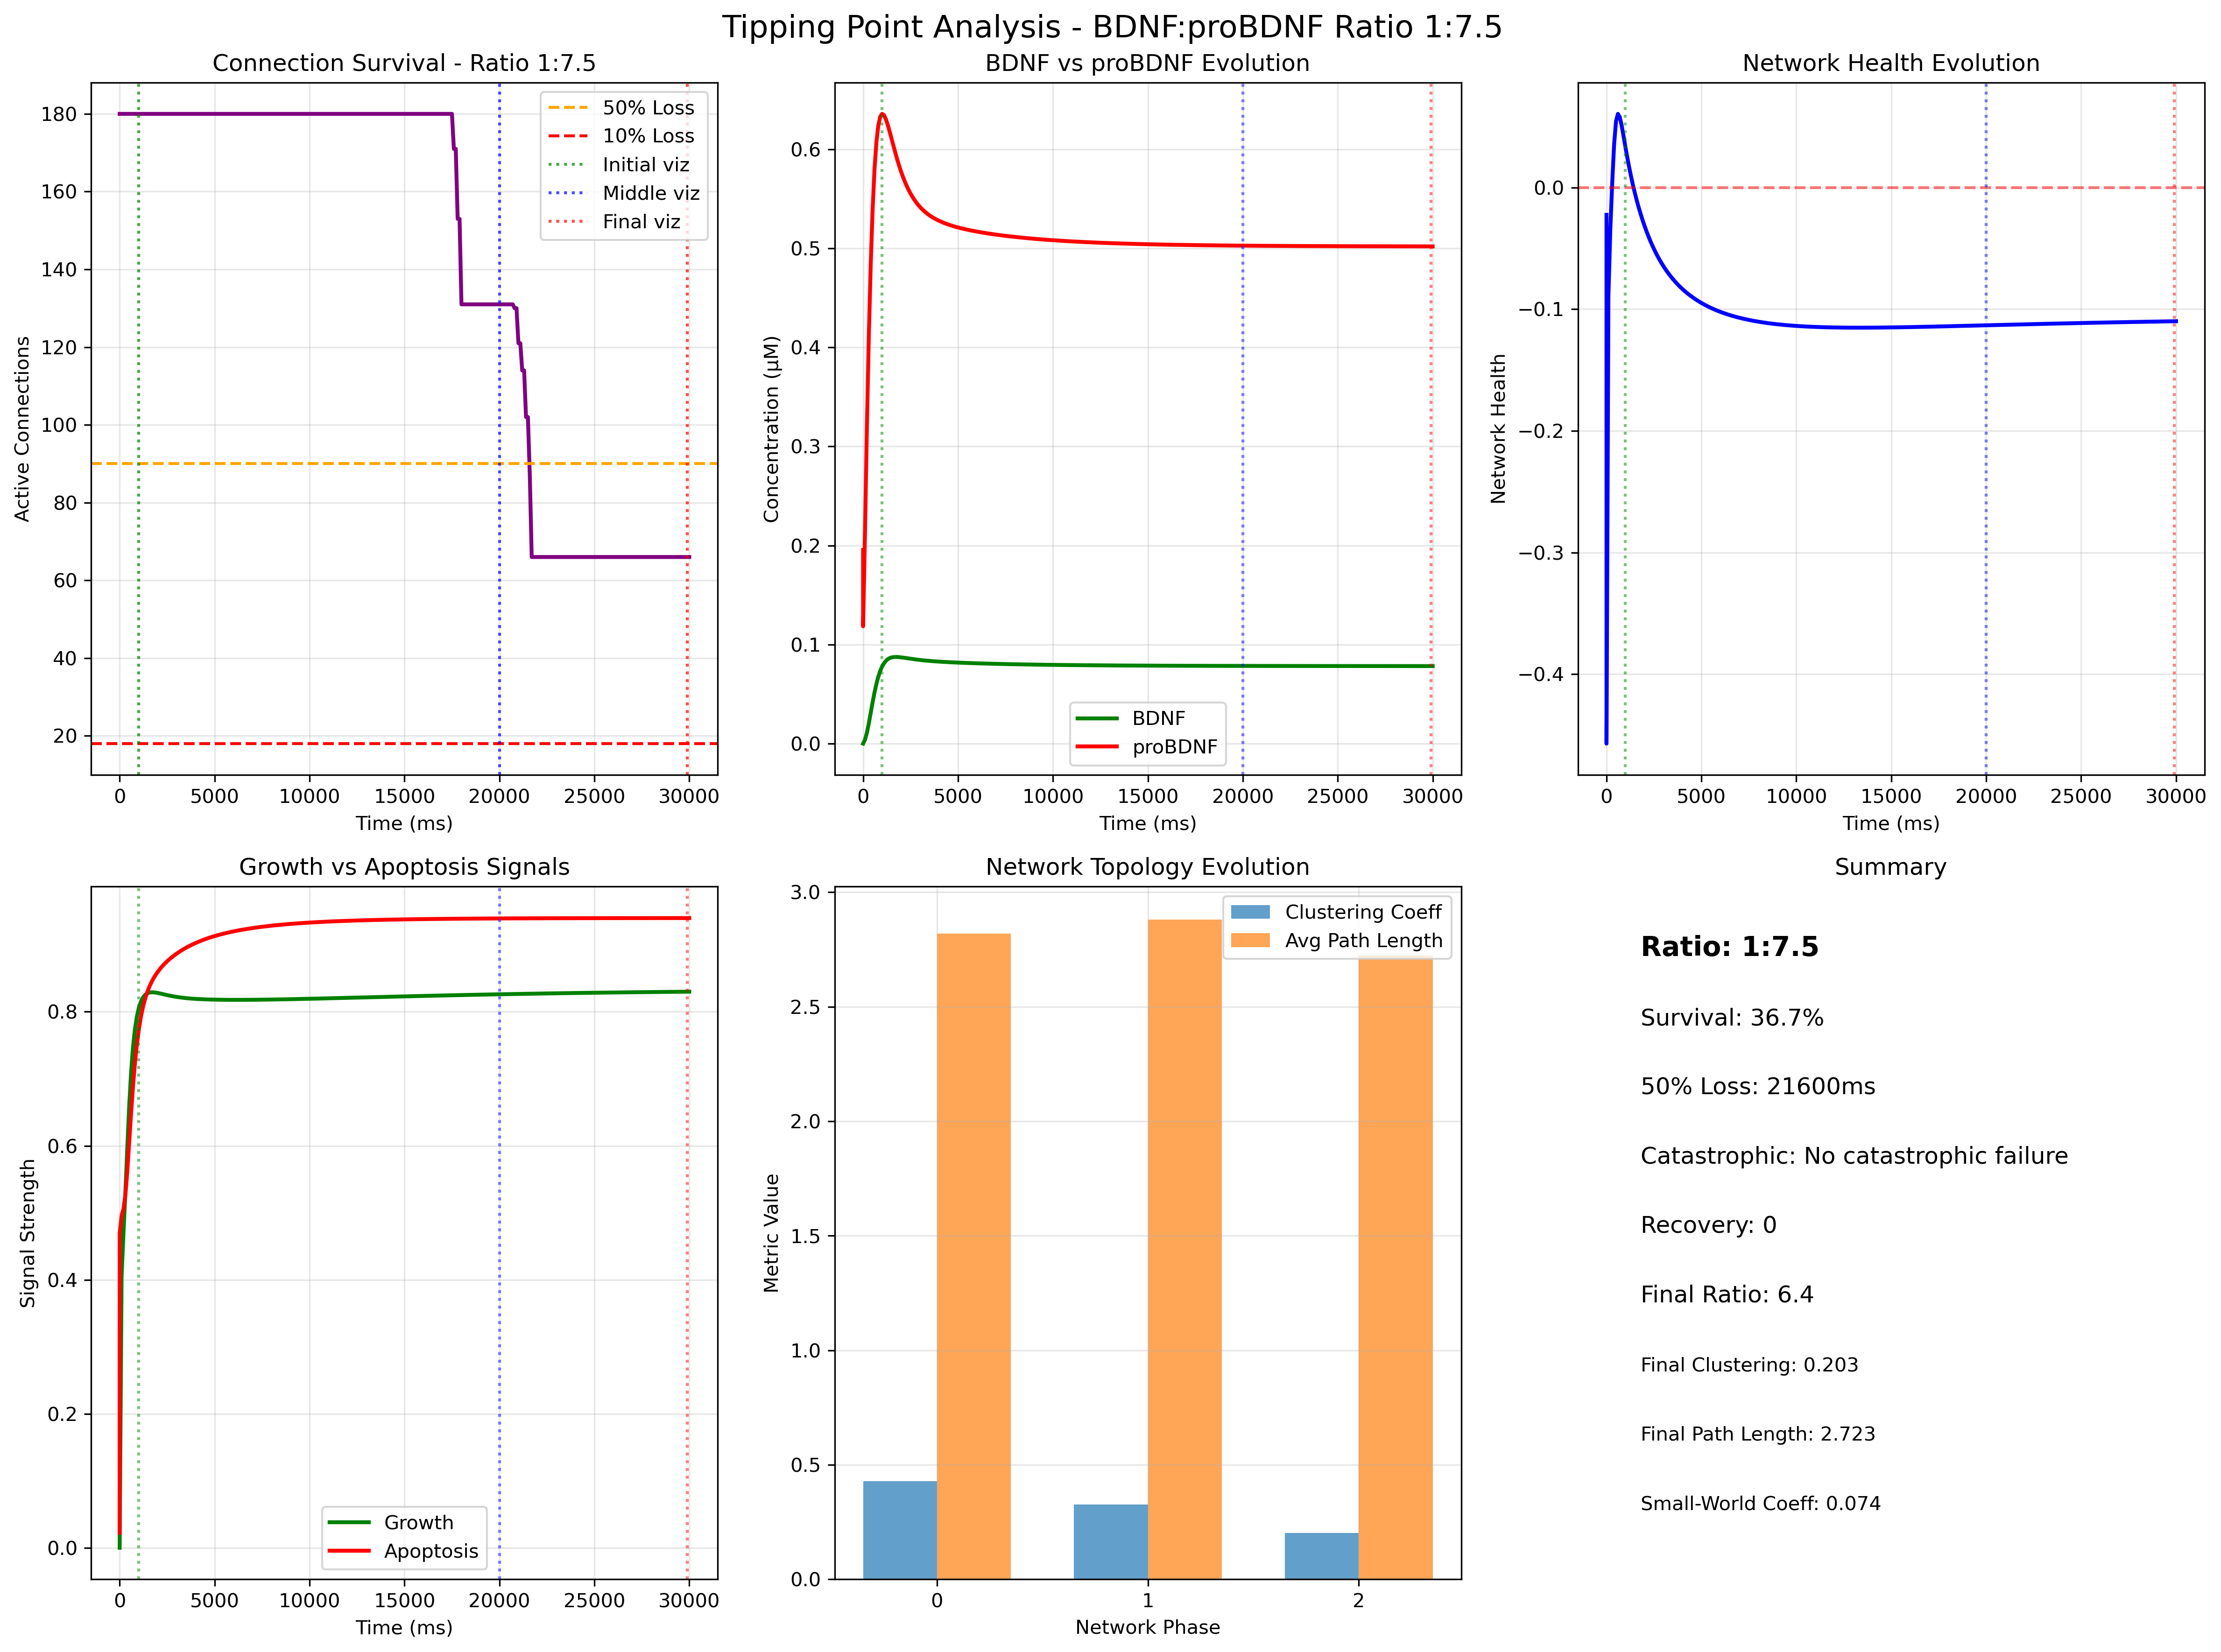 Tipping Point Analysis - BDNF:proBDNF Ratio 1:7.5
Connection Survival - Ratio 1:7.5
180
160
140
120
100
80
60
40
20
Active Connections
50% Loss
10% Loss
Initial viz
Middle viz
Final viz
0 5000 10000 15000 20000 25000 30000
Time (ms)
BDNF vs proBDNF Evolution
0.6
0.5
0.4
0.3
0.2
0.1
0.0
Concentration (μM)
BDNF
proBDNF
0 5000 10000 15000 20000 25000 30000
Time (ms)
Network Health Evolution
0.0
−0.1
−0.2
−0.3
−0.4
Network Health
0 5000 10000 15000 20000 25000 30000
Time (ms)
Growth vs Apoptosis Signals
0.8
0.6
0.4
0.2
0.0
Signal Strength
Growth
Apoptosis
0 5000 10000 15000 20000 25000 30000
Time (ms)
Network Topology Evolution
3.0
2.5
2.0
1.5
1.0
0.5
0.0
Metric Value
Clustering Coeff
Avg Path Length
0 1 2
Network Phase
Summary
Ratio: 1:7.5
Survival: 36.7%
50% Loss: 21600ms
Catastrophic: No catastrophic failure
Recovery: 0
Final Ratio: 6.4
Final Clustering: 0.203
Final Path Length: 2.723
Small-World Coeff: 0.074